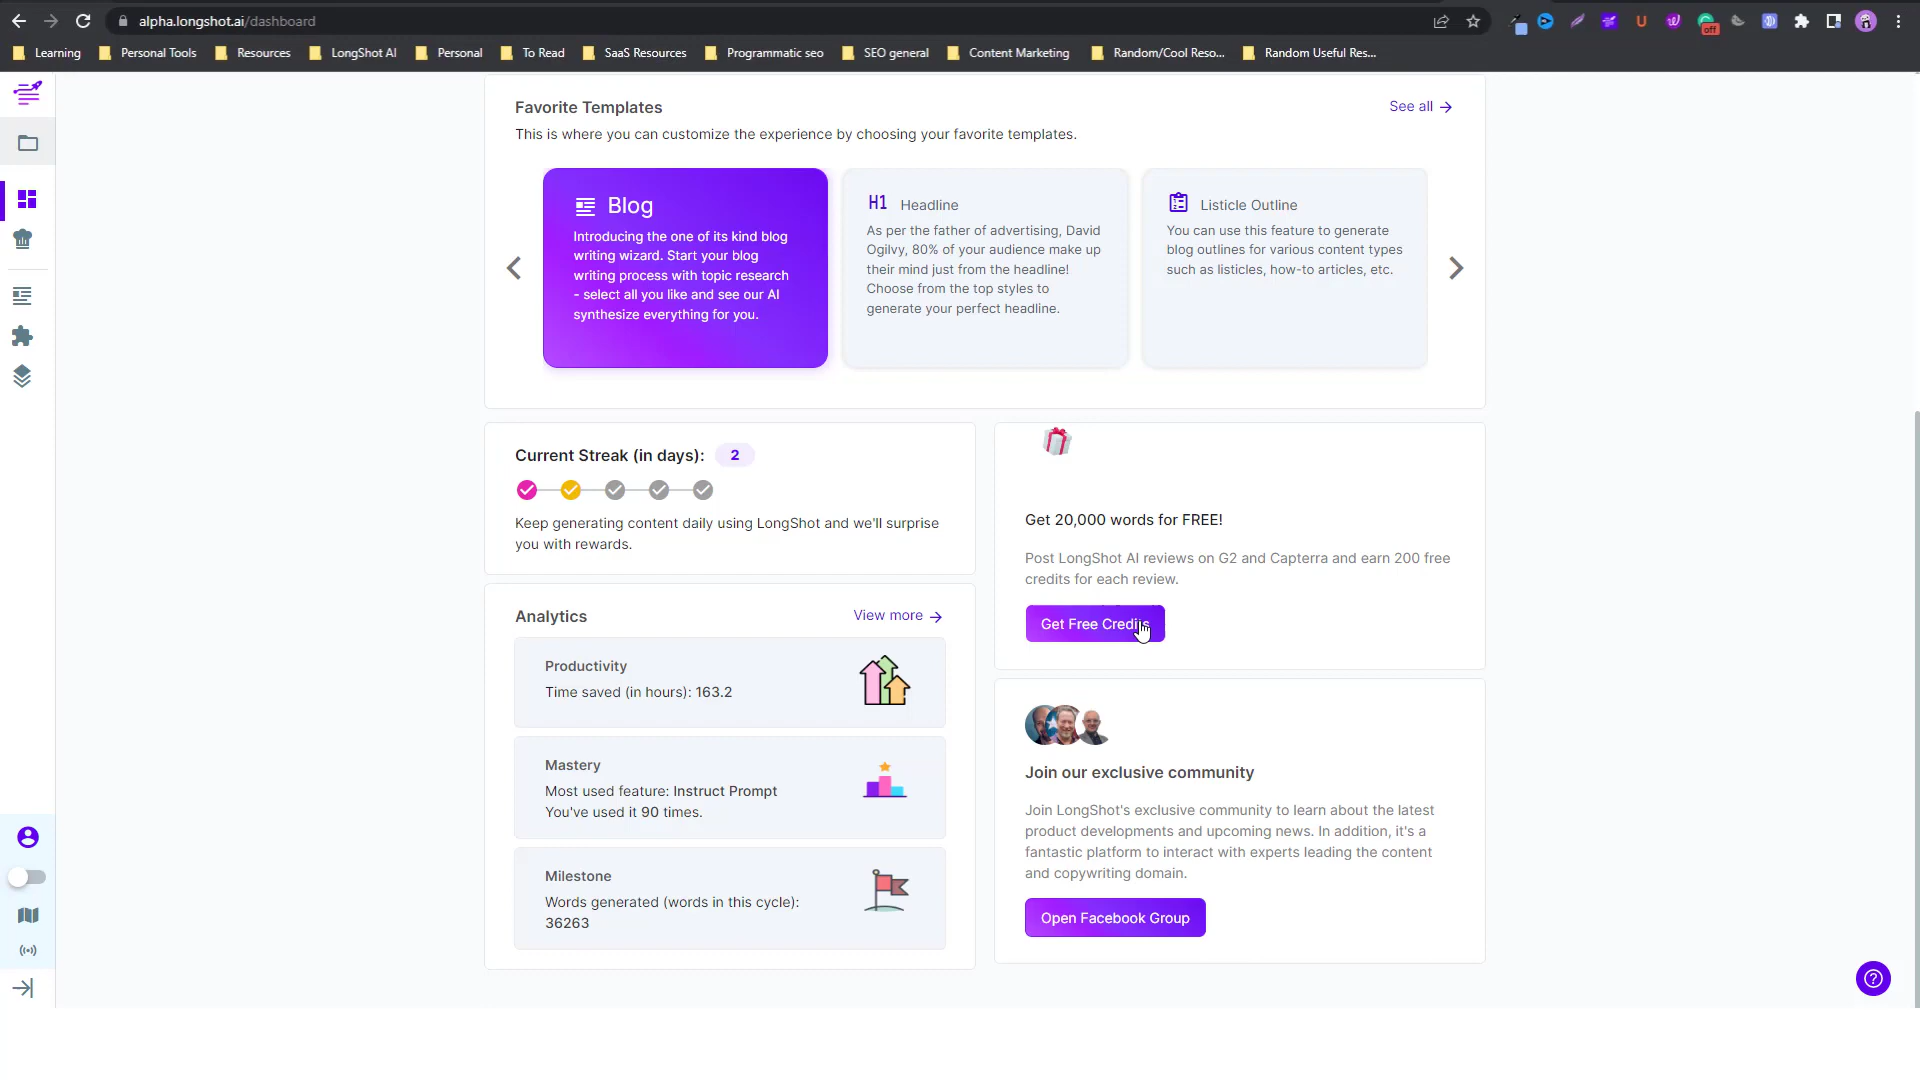 alpha.longshot.ai/dashboard
off
Learning
Personal Tools
Resources
LongShot AI
Personal
To Read
SaaS Resources
Programmatic seo
SEO general
Content Marketing
Random/Cool Reso...
Random Useful Res...
Favorite Templates
See all
This is where you can customize the experience by choosing your favorite templates.
Blog
Introducing the one of its kind blog
writing wizard. Start your blog
writing process with topic research
- select all you like and see our AI
synthesize everything for you.
H1 Headline
As per the father of advertising, David
Ogilvy, 80% of your audience make up
their mind just from the headline!
Choose from the top styles to
generate your perfect headline.
Listicle Outline
You can use this feature to generate
blog outlines for various content types
such as listicles, how-to articles, etc.
Current Streak (in days): 2
Keep generating content daily using LongShot and we'll surprise
you with rewards.
Get 20,000 words for FREE!
Post LongShot AI reviews on G2 and Capterra and earn 200 free
credits for each review.
Get Free Credits
Analytics
View more
Productivity
Time saved (in hours): 163.2
Mastery
Most used feature: Instruct Prompt
You've used it 90 times.
Milestone
Words generated (words in this cycle):
36263
Join our exclusive community
Join LongShot's exclusive community to learn about the latest
product developments and upcoming news. In addition, it's a
fantastic platform to interact with experts leading the content
and copywriting domain.
Open Facebook Group